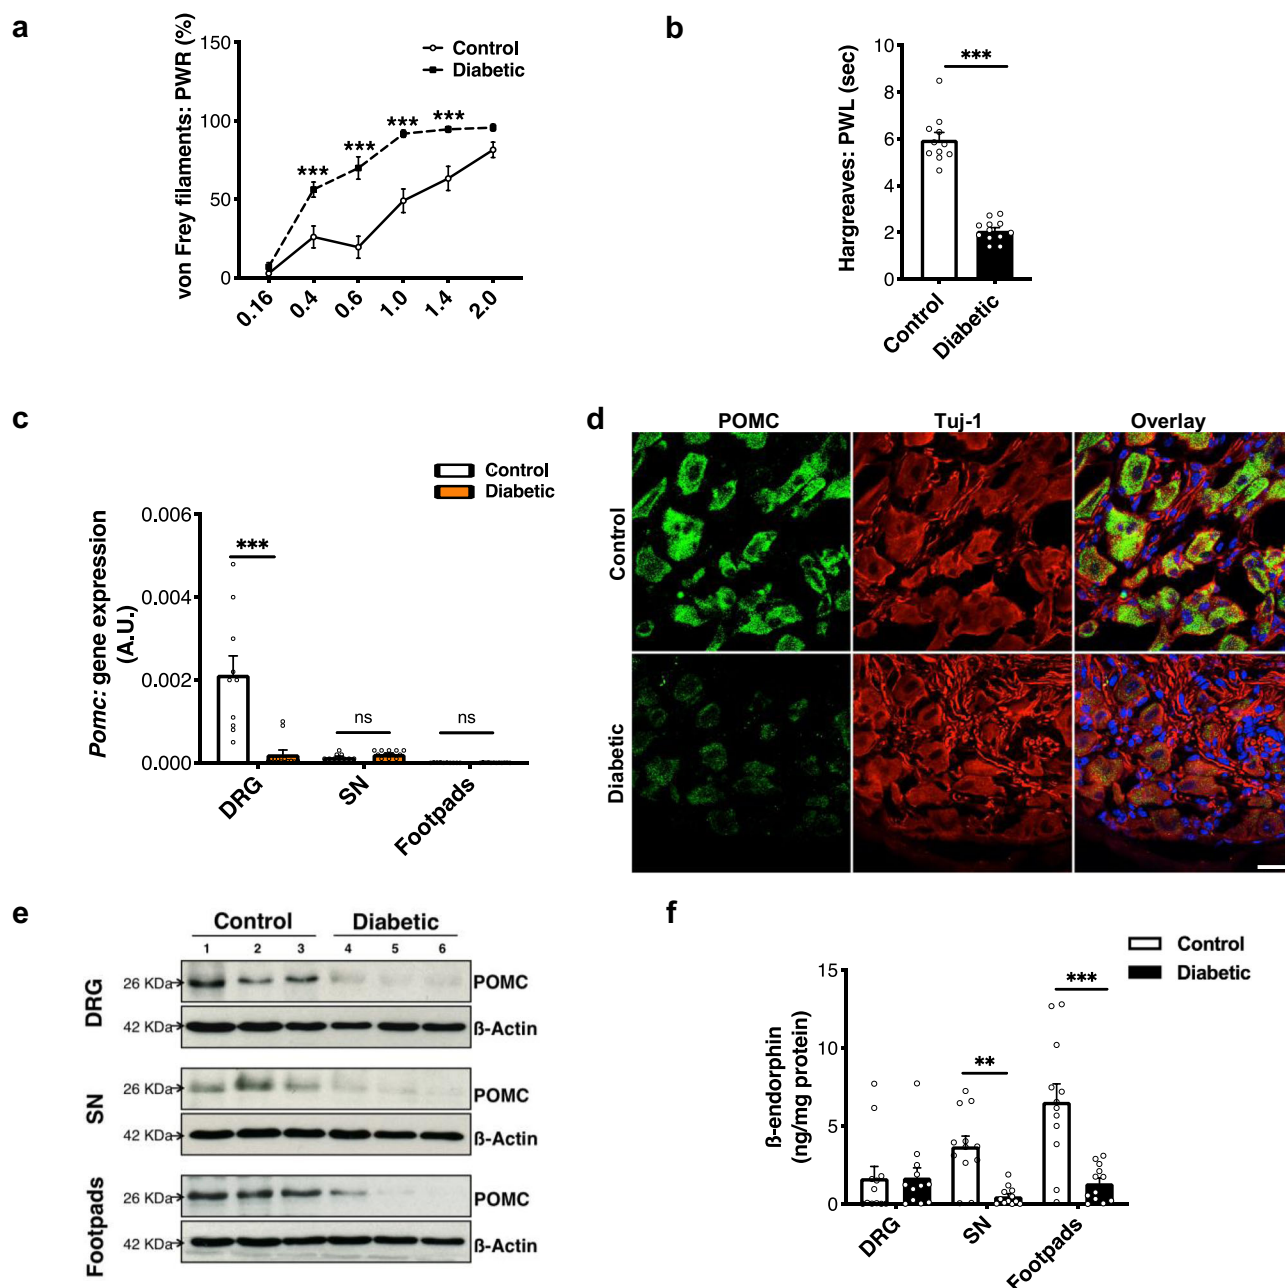 a
von Frey filaments: PWR (%)
150
100
50
0
Control
Diabetic
***
***
***
***
0.16
0.4
0.6
1.0
1.4
2.0
b
Hargreaves: PWL (sec)
10
8
6
4
2
0
***
Control
Diabetic
c
Control
Diabetic
Pomc: gene expression
(A.U.)
0.006
0.004
0.002
0.000
***
ns
ns
DRG
SN
Footpads
d
POMC
Tuj-1
Overlay
Control
Diabetic
e
Control
Diabetic
1 2 3 4 5 6
DRG
26 KDa
POMC
42 KDa
ß-Actin
SN
26 KDa
POMC
42 KDa
ß-Actin
Footpads
26 KDa
POMC
42 KDa
ß-Actin
f
Control
Diabetic
ß-endorphin
(ng/mg protein)
15
10
5
0
**
***
DRG
SN
Footpads